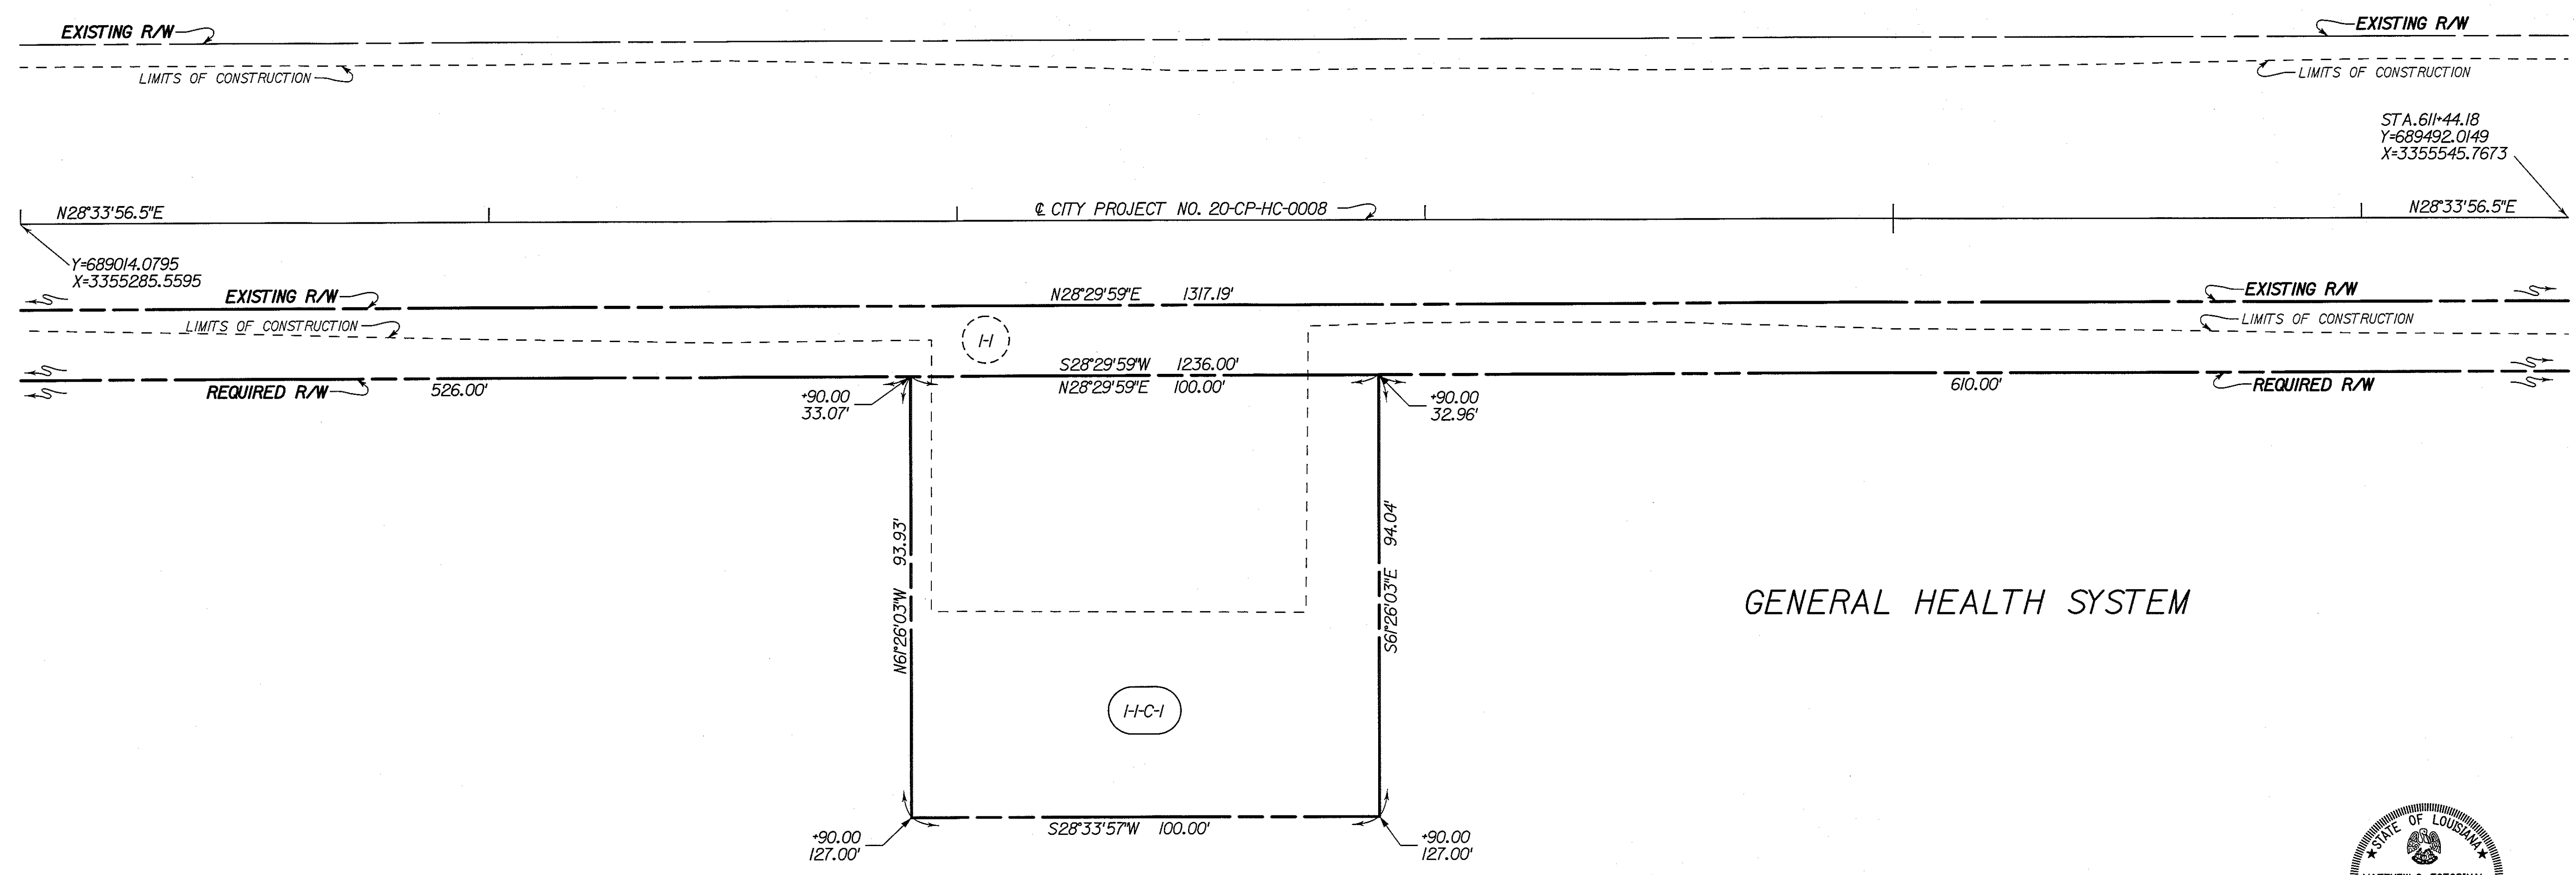 EXISTING R/W
EXISTING R/W
LIMITS OF CONSTRUCTION
LIMITS OF CONSTRUCTION
STA.611+44.18
Y=689492.0149
X=3355545.7673
N28°33'56.5"E
℄ CITY PROJECT NO. 20-CP-HC-0008
N28°33'56.5"E
Y=689014.0795
X=3355285.5595
EXISTING R/W
N28°29'59"E 1317.19'
EXISTING R/W
LIMITS OF CONSTRUCTION
1-1
LIMITS OF CONSTRUCTION
S28°29'59"W 1236.00'
REQUIRED R/W
526.00'
N28°29'59"E 100.00'
610.00'
REQUIRED R/W
+90.00
33.07'
+90.00
32.96'
N61°26'03"W 93.93'
S61°26'03"E 94.04'
GENERAL HEALTH SYSTEM
1-1-C-1
+90.00
127.00'
S28°33'57"W 100.00'
+90.00
127.00'
STATE OF LOUISIANA